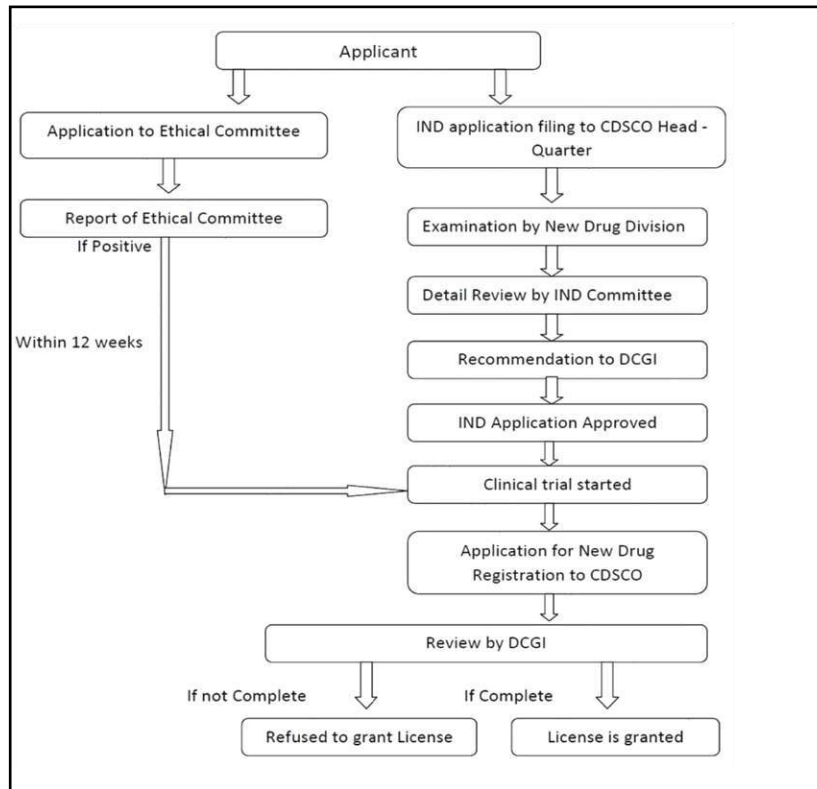 Applicant
Application to Ethical Committee
IND application filing to CDSCO Head -
Quarter
Report of Ethical Committee
Examination by New Drug Division
If Positive
Detail Review by IND Committee
Within 12 weeks
Recommendation to DCGI
IND Application Approved
Clinical trial started
Application for New Drug
Registration to CDSCO
Review by DCGI
If not Complete
If Complete
Refused to grant License
License is granted